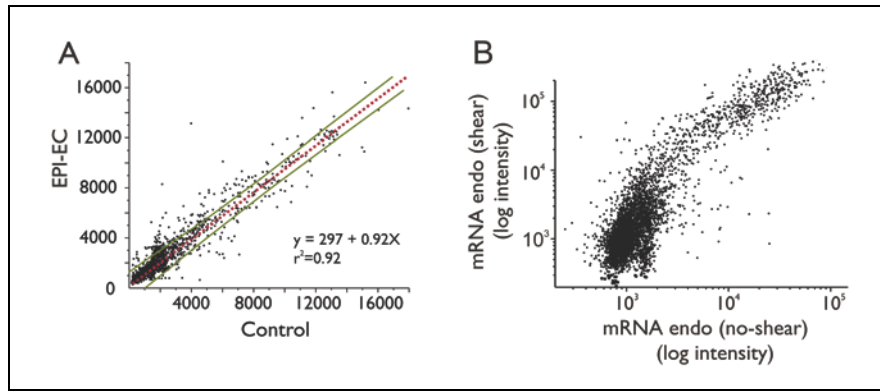 A
EPI-EC
16000
12000
8000
4000
0
y = 297 + 0.92X
r²=0.92
4000 8000 12000 16000
Control
B
mRNA endo (shear)
(log intensity)
10⁵
10⁴
10³
10³ 10⁴ 10⁵
mRNA endo (no-shear)
(log intensity)